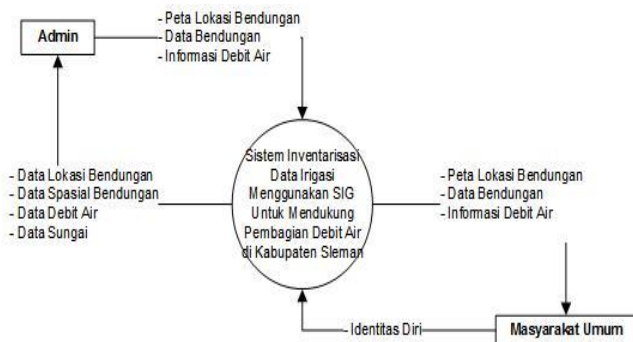 Admin
- Peta Lokasi Bendungan
- Data Bendungan
- Informasi Debit Air
- Data Lokasi Bendungan
- Data Spasial Bendungan
- Data Debit Air
- Data Sungai
Sistem Inventarisasi
Data Irigasi
Menggunakan SIG
Untuk Mendukung
Pembagian Debit Air
di Kabupaten Sleman
- Peta Lokasi Bendungan
- Data Bendungan
- Informasi Debit Air
- Identitas Diri
Masyarakat Umum